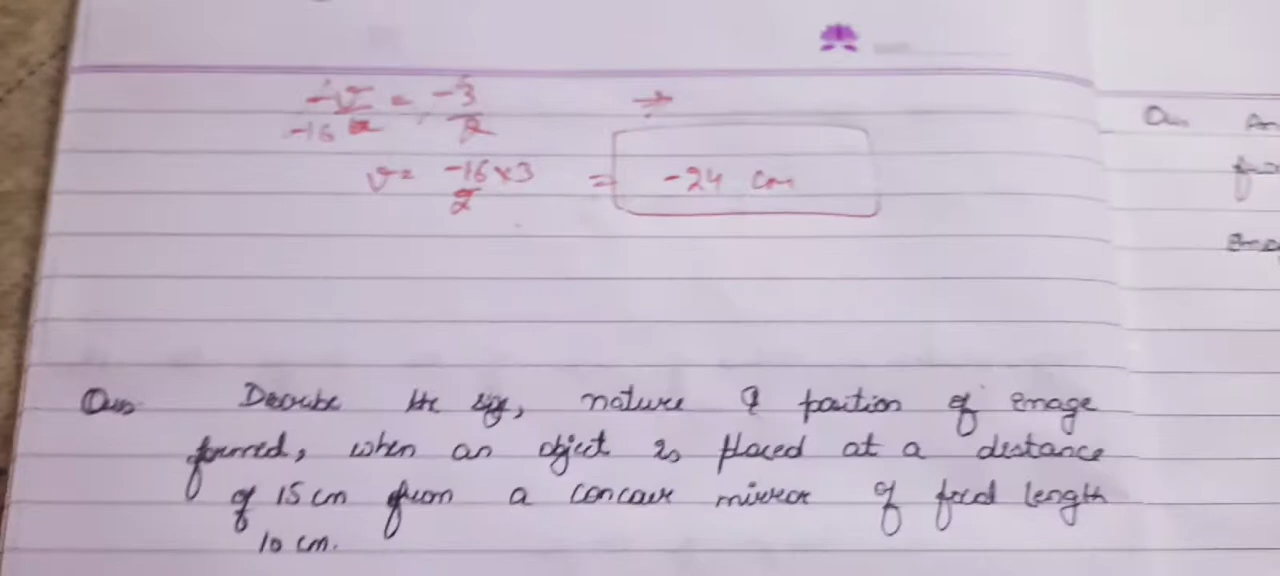 -v = -3
-16 2
v = -16×3 = -24 cm
2
Ques Describe the size, nature & position of emage
formed, when an object is placed at a distance
of 15 cm from a concave mirror of focal length
10 cm.